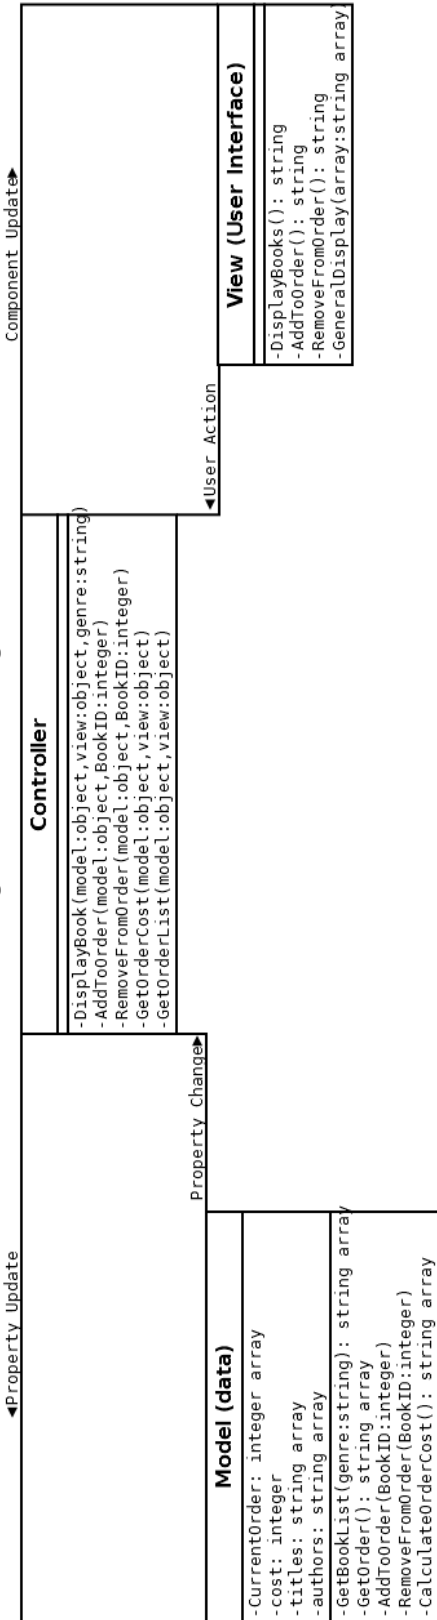 ◀Property Update
Component Update▶
Controller
-DisplayBook(model:object,view:object,genre:string)
-AddToOrder(model:object,BookID:integer)
-RemoveFromOrder(model:object,BookID:integer)
-GetOrderCost(model:object,view:object)
-GetOrderList(model:object,view:object)
Property Change▶
◀User Action
Model (data)
-CurrentOrder: integer array
-cost: integer
-titles: string array
-authors: string array
-GetBookList(genre:string): string array
-GetOrder(): string array
-AddToOrder(BookID:integer)
-RemoveFromOrder(BookID:integer)
-CalculateOrderCost(): string array
View (User Interface)
-DisplayBooks(): string
-AddToOrder(): string
-RemoveFromOrder(): string
-GeneralDisplay(array:string array)